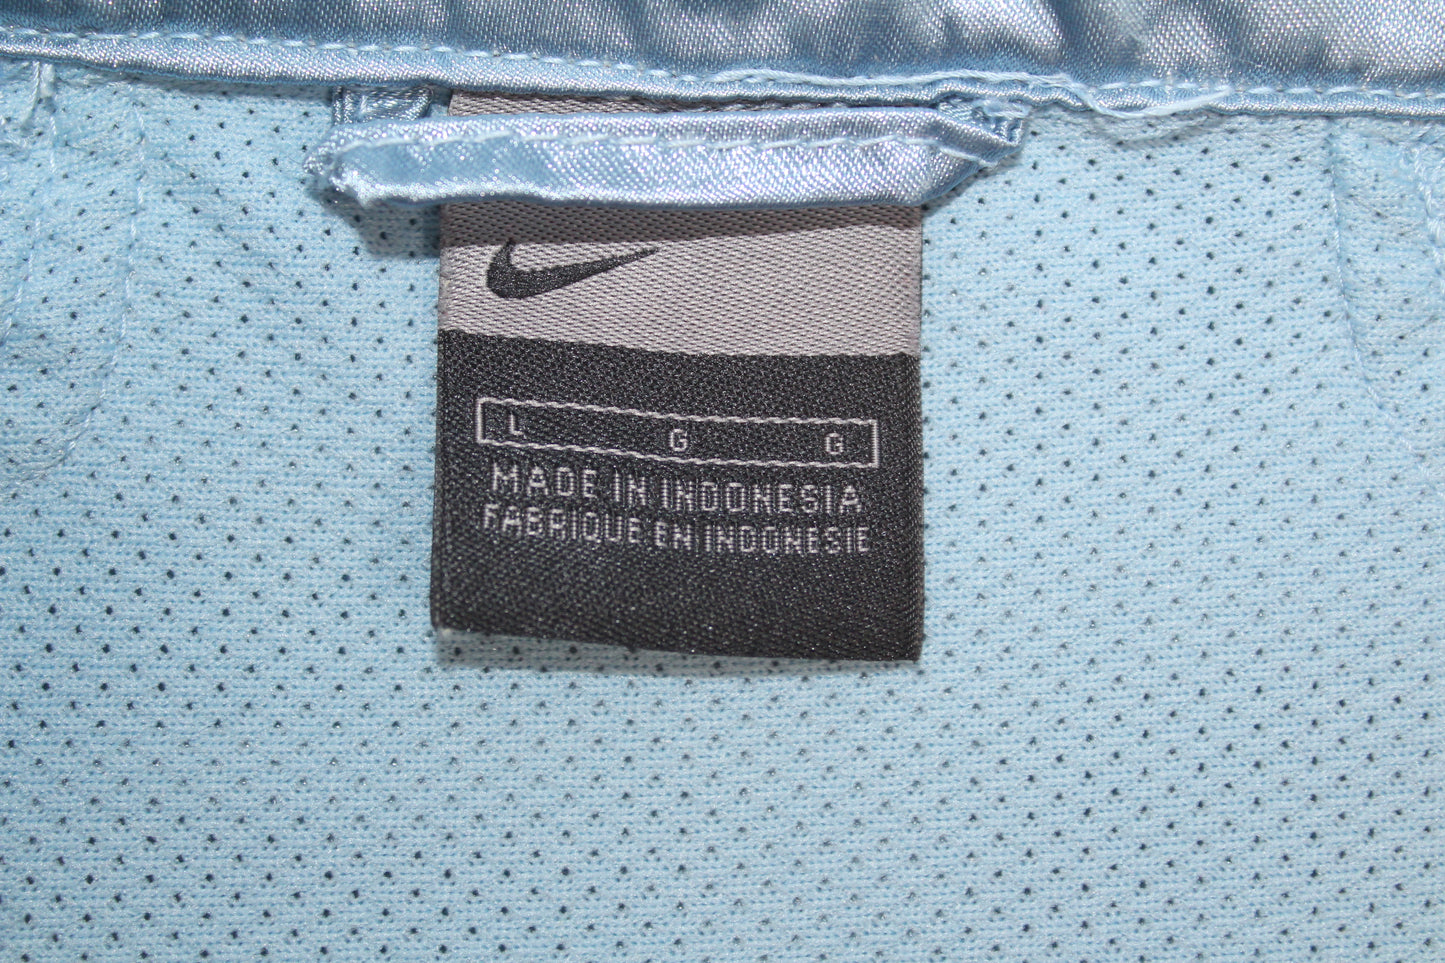 L G G
MADE IN INDONESIA
FABRIQUE EN INDONESIE